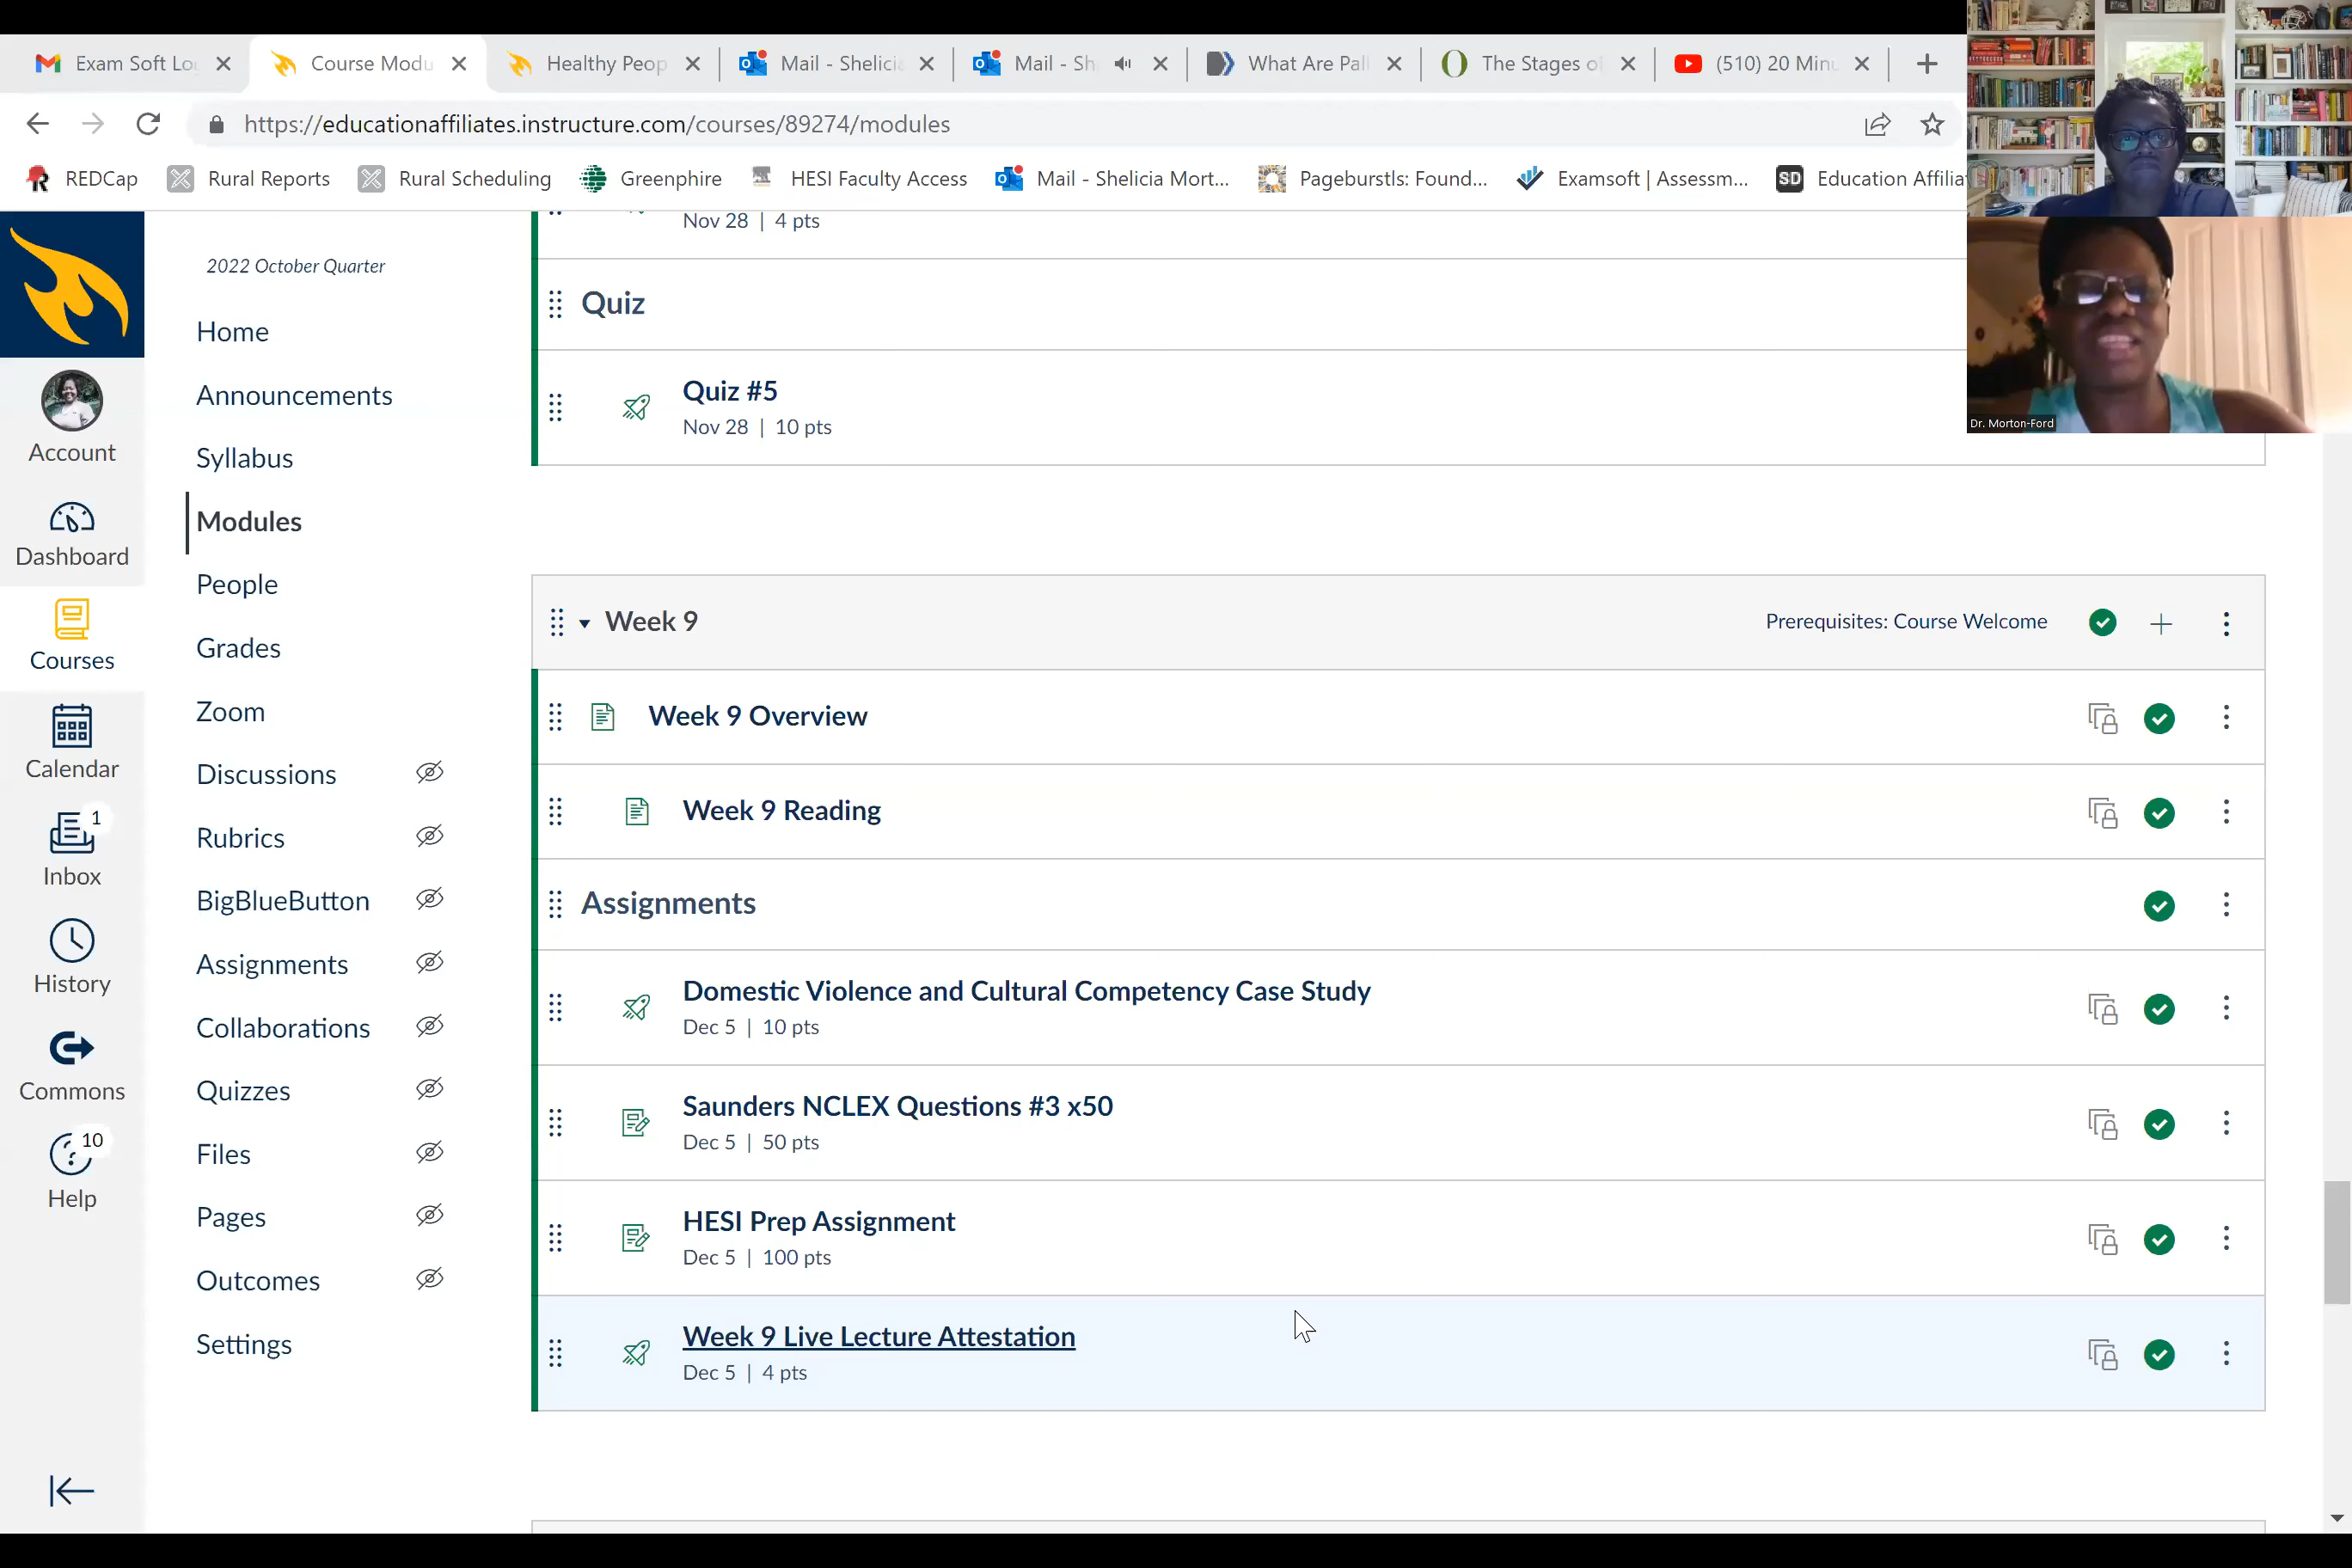 Exam Soft Lo
Course Modu
Healthy Peop
Mail - Shelicia
Mail - Sh
What Are Pall
The Stages o
(510) 20 Minu
https://educationaffiliates.instructure.com/courses/89274/modules
REDCap
Rural Reports
Rural Scheduling
Greenphire
HESI Faculty Access
Mail - Shelicia Mort...
Pageburstls: Found...
Examsoft | Assessm...
SD
Education Affilia
Dr. Morton-Ford
Account
Dashboard
Courses
Calendar
1
Inbox
History
Commons
10
Help
2022 October Quarter
Home
Announcements
Syllabus
Modules
People
Grades
Zoom
Discussions
Rubrics
BigBlueButton
Assignments
Collaborations
Quizzes
Files
Pages
Outcomes
Settings
Nov 28 | 4 pts
Quiz
Quiz #5
Nov 28 | 10 pts
Week 9
Prerequisites: Course Welcome
Week 9 Overview
Week 9 Reading
Assignments
Domestic Violence and Cultural Competency Case Study
Dec 5 | 10 pts
Saunders NCLEX Questions #3 x50
Dec 5 | 50 pts
HESI Prep Assignment
Dec 5 | 100 pts
Week 9 Live Lecture Attestation
Dec 5 | 4 pts